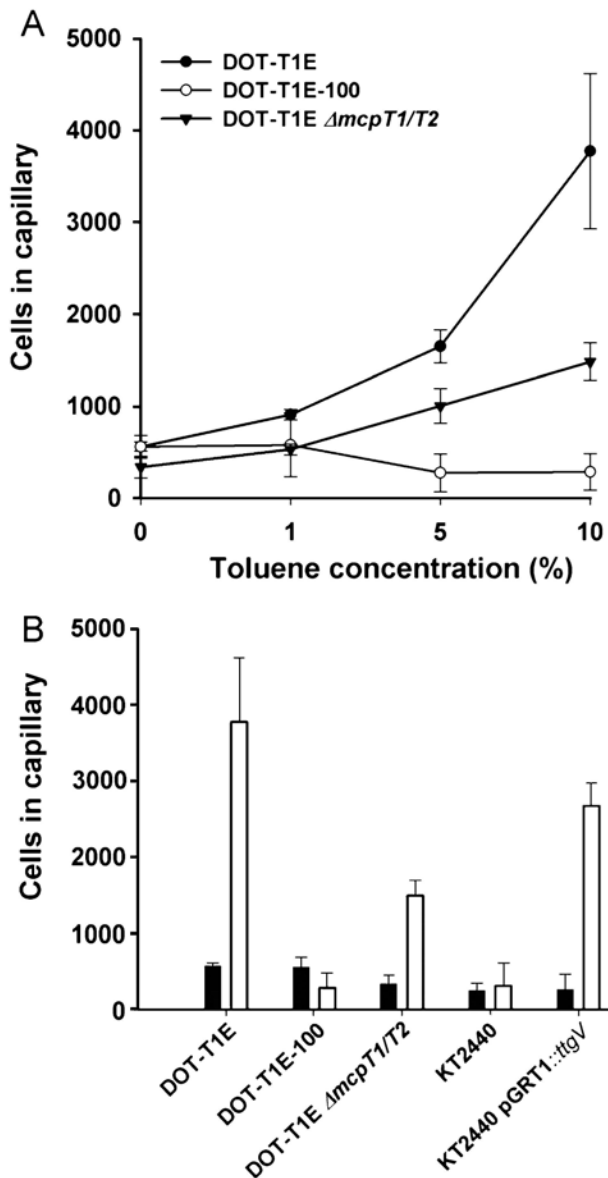 A
5000
4000
3000
2000
1000
0
Cells in capillary
DOT-T1E
DOT-T1E-100
DOT-T1E ΔmcpT1/T2
0 1 5 10
Toluene concentration (%)
B
5000
4000
3000
2000
1000
0
Cells in capillary
DOT-T1E
DOT-T1E-100
DOT-T1E ΔmcpT1/T2
KT2440
KT2440 pGRT1::ttgV